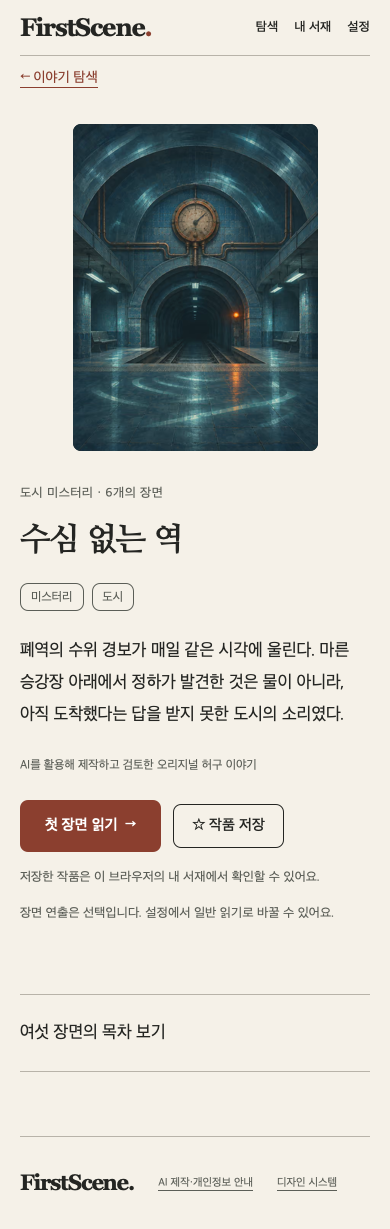 FirstScene.
탐색 내 서재 설정
← 이야기 탐색
도시 미스터리 · 6개의 장면
수심 없는 역
미스터리 도시
폐역의 수위 경보가 매일 같은 시각에 울린다. 마른
승강장 아래에서 정하가 발견한 것은 물이 아니라,
아직 도착했다는 답을 받지 못한 도시의 소리였다.
AI를 활용해 제작하고 검토한 오리지널 허구 이야기
첫 장면 읽기 →
☆ 작품 저장
저장한 작품은 이 브라우저의 내 서재에서 확인할 수 있어요.
장면 연출은 선택입니다. 설정에서 일반 읽기로 바꿀 수 있어요.
여섯 장면의 목차 보기
FirstScene.
AI 제작·개인정보 안내
디자인 시스템